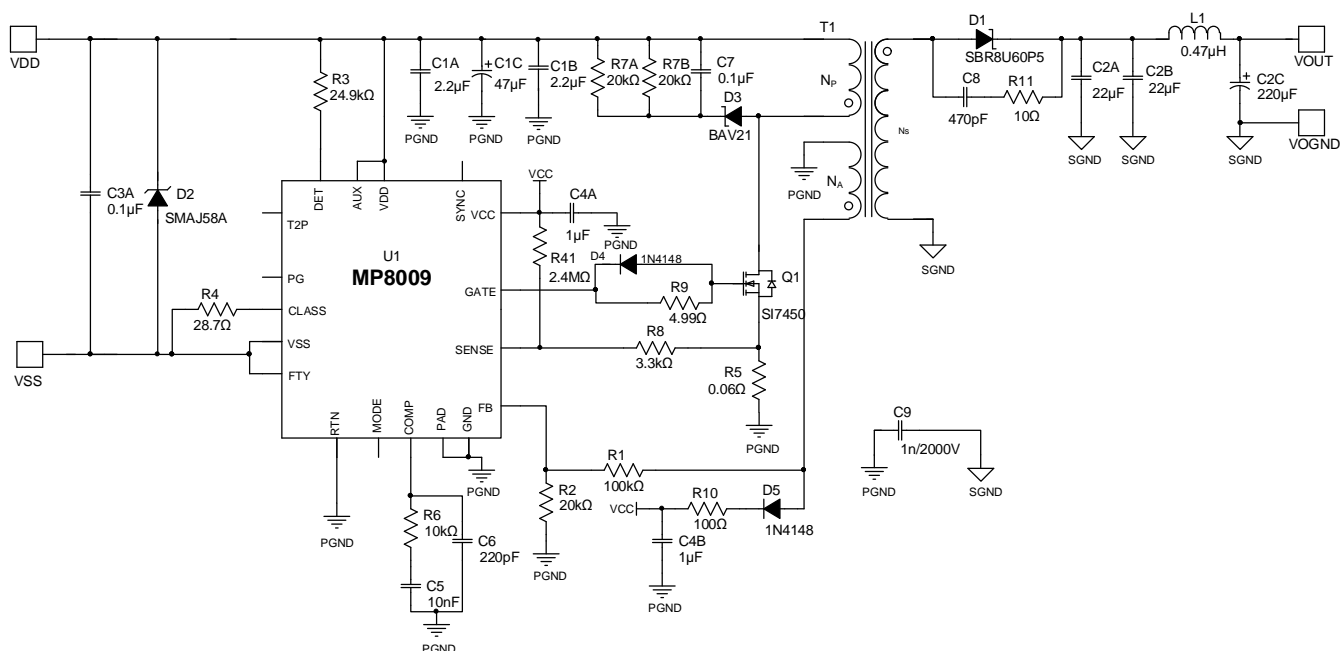 VDD
T1
D1
SBR8U60P5
L1
0.47µH
VOUT
R3
24.9kΩ
C1A
2.2µF
C1C
47µF
C1B
2.2µF
R7A
20kΩ
R7B
20kΩ
C7
0.1µF
NP
NS
C8
470pF
R11
10Ω
C2A
22µF
C2B
22µF
C2C
220µF
VOGND
D3
BAV21
PGND
PGND
PGND
SGND
SGND
SGND
C3A
0.1µF
D2
SMAJ58A
DET
AUX
VDD
SYNC
VCC
C4A
1µF
PGND
PGND
NA
T2P
VCC
U1
MP8009
R41
2.4MΩ
D4
1N4148
Q1
SI7450
SGND
PG
GATE
R9
4.99Ω
R4
28.7Ω
CLASS
VSS
VSS
FTY
SENSE
R8
3.3kΩ
R5
0.06Ω
PGND
FB
RTN
MODE
COMP
PAD
GND
PGND
C9
1n/2000V
PGND
SGND
R1
100kΩ
R2
20kΩ
PGND
VCC
R10
100Ω
D5
1N4148
C4B
1µF
PGND
PGND
R6
10kΩ
C6
220pF
C5
10nF
PGND